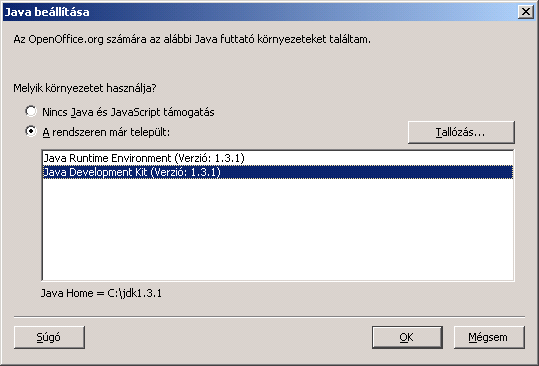 Java beállítása
Az OpenOffice.org számára az alábbi Java futtató környezeteket találtam.
Melyik környezetet használja?
Nincs Java és JavaScript támogatás
A rendszeren már települt:
Tallózás...
Java Runtime Environment (Verzió: 1.3.1)
Java Development Kit (Verzió: 1.3.1)
Java Home = C:\jdk1.3.1
Súgó
OK
Mégsem